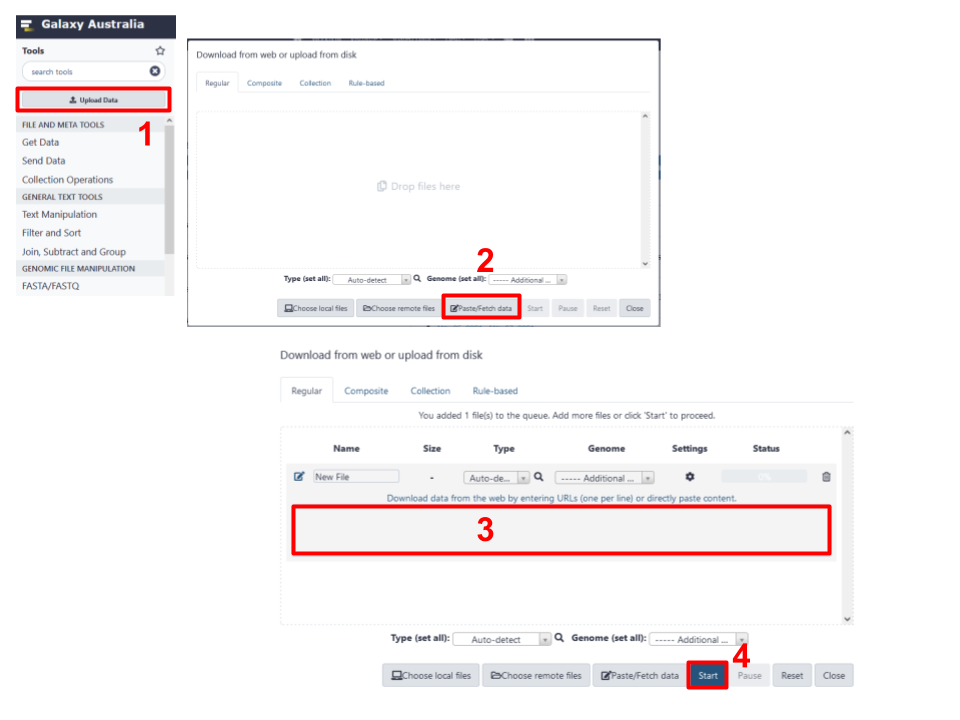 Galaxy Australia
Tools
search tools
Upload Data
1
FILE AND META TOOLS
Get Data
Send Data
Collection Operations
GENERAL TEXT TOOLS
Text Manipulation
Filter and Sort
Join, Subtract and Group
GENOMIC FILE MANIPULATION
FASTA/FASTQ
Download from web or upload from disk
Regular Composite Collection Rule-based
Drop files here
2
Type (set all): Auto-detect Genome (set all): ----- Additional ...
Choose local files Choose remote files Paste/Fetch data Start Pause Reset Close
Download from web or upload from disk
Regular Composite Collection Rule-based
You added 1 file(s) to the queue. Add more files or click 'Start' to proceed.
Name Size Type Genome Settings Status
New File - Auto-de... ----- Additional ... 0%
Download data from the web by entering URLs (one per line) or directly paste content.
3
Type (set all): Auto-detect Genome (set all): ----- Additional ...
4
Choose local files Choose remote files Paste/Fetch data Start Pause Reset Close